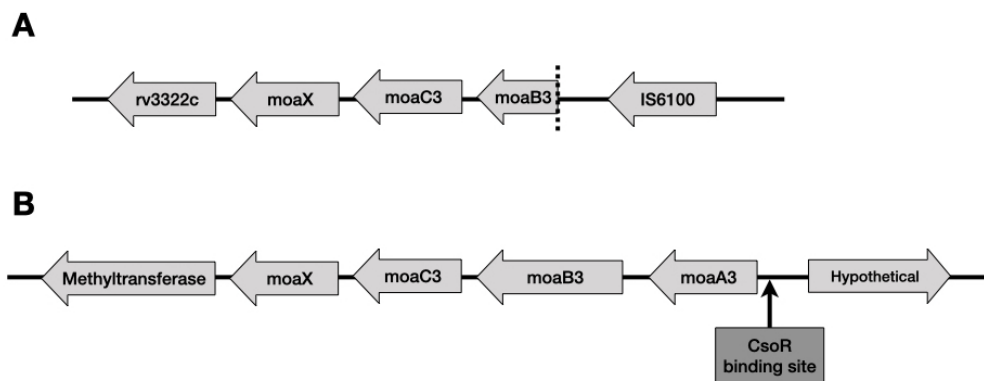 A
rv3322c moaX moaC3 moaB3 IS6100
B
Methyltransferase moaX moaC3 moaB3 moaA3 Hypothetical
CsoR
binding site